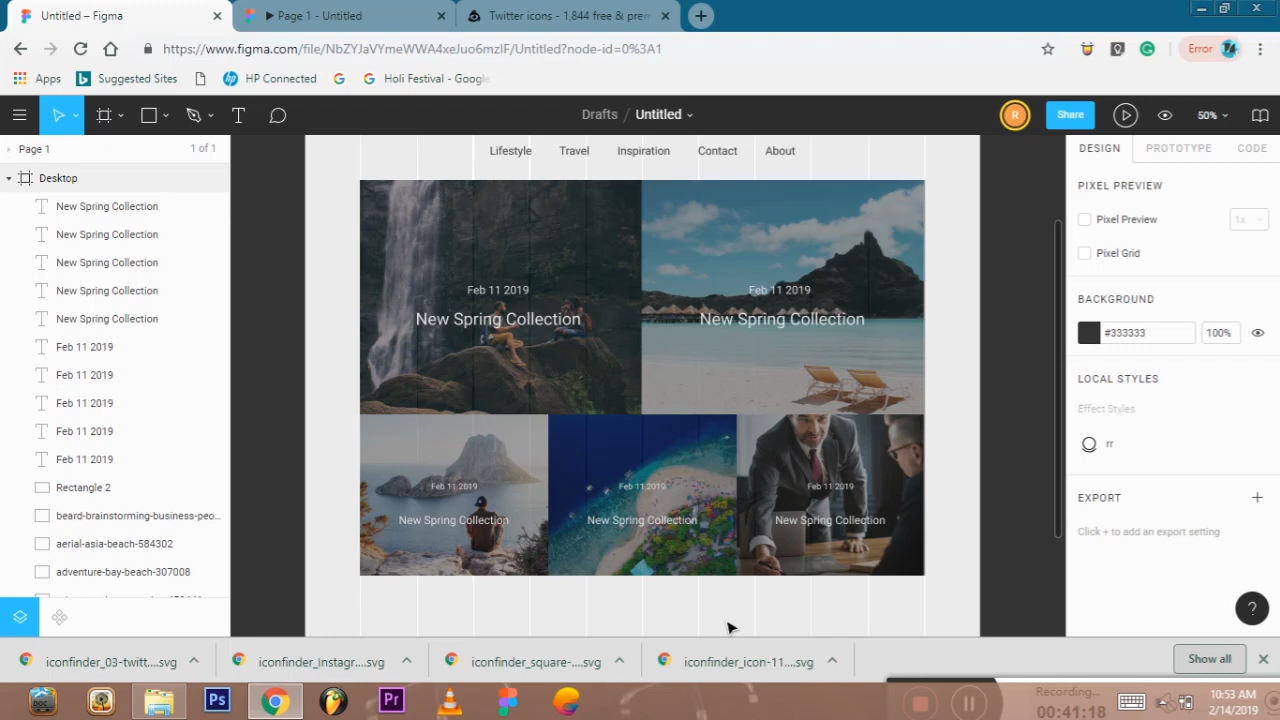 Untitled – Figma
Page 1 - Untitled
Twitter icons - 1,844 free & prem
https://www.figma.com/file/NbZYJaVYmeWWA4xeJuo6mzIF/Untitled?node-id=0%3A1
Error
Apps
Suggested Sites
HP Connected
Holi Festival - Google
Drafts / Untitled
R
Share
50%
Page 1
1 of 1
Desktop
New Spring Collection
New Spring Collection
New Spring Collection
New Spring Collection
New Spring Collection
Feb 11 2019
Feb 11 2019
Feb 11 2019
Feb 11 2019
Feb 11 2019
Rectangle 2
beard-brainstorming-business-peo...
aerial-asia-beach-584302
adventure-bay-beach-307008
Lifestyle Travel Inspiration Contact About
Feb 11 2019
New Spring Collection
Feb 11 2019
New Spring Collection
Feb 11 2019
New Spring Collection
Feb 11 2019
New Spring Collection
Feb 11 2019
New Spring Collection
DESIGN PROTOTYPE CODE
PIXEL PREVIEW
Pixel Preview
1x
Pixel Grid
BACKGROUND
#333333
100%
LOCAL STYLES
Effect Styles
rr
EXPORT
Click + to add an export setting
?
iconfinder_03-twitt....svg
iconfinder_Instagr....svg
iconfinder_square-....svg
iconfinder_icon-11....svg
Show all
Ps
Pr
Recording...
00:41:18
10:53 AM
2/14/2019